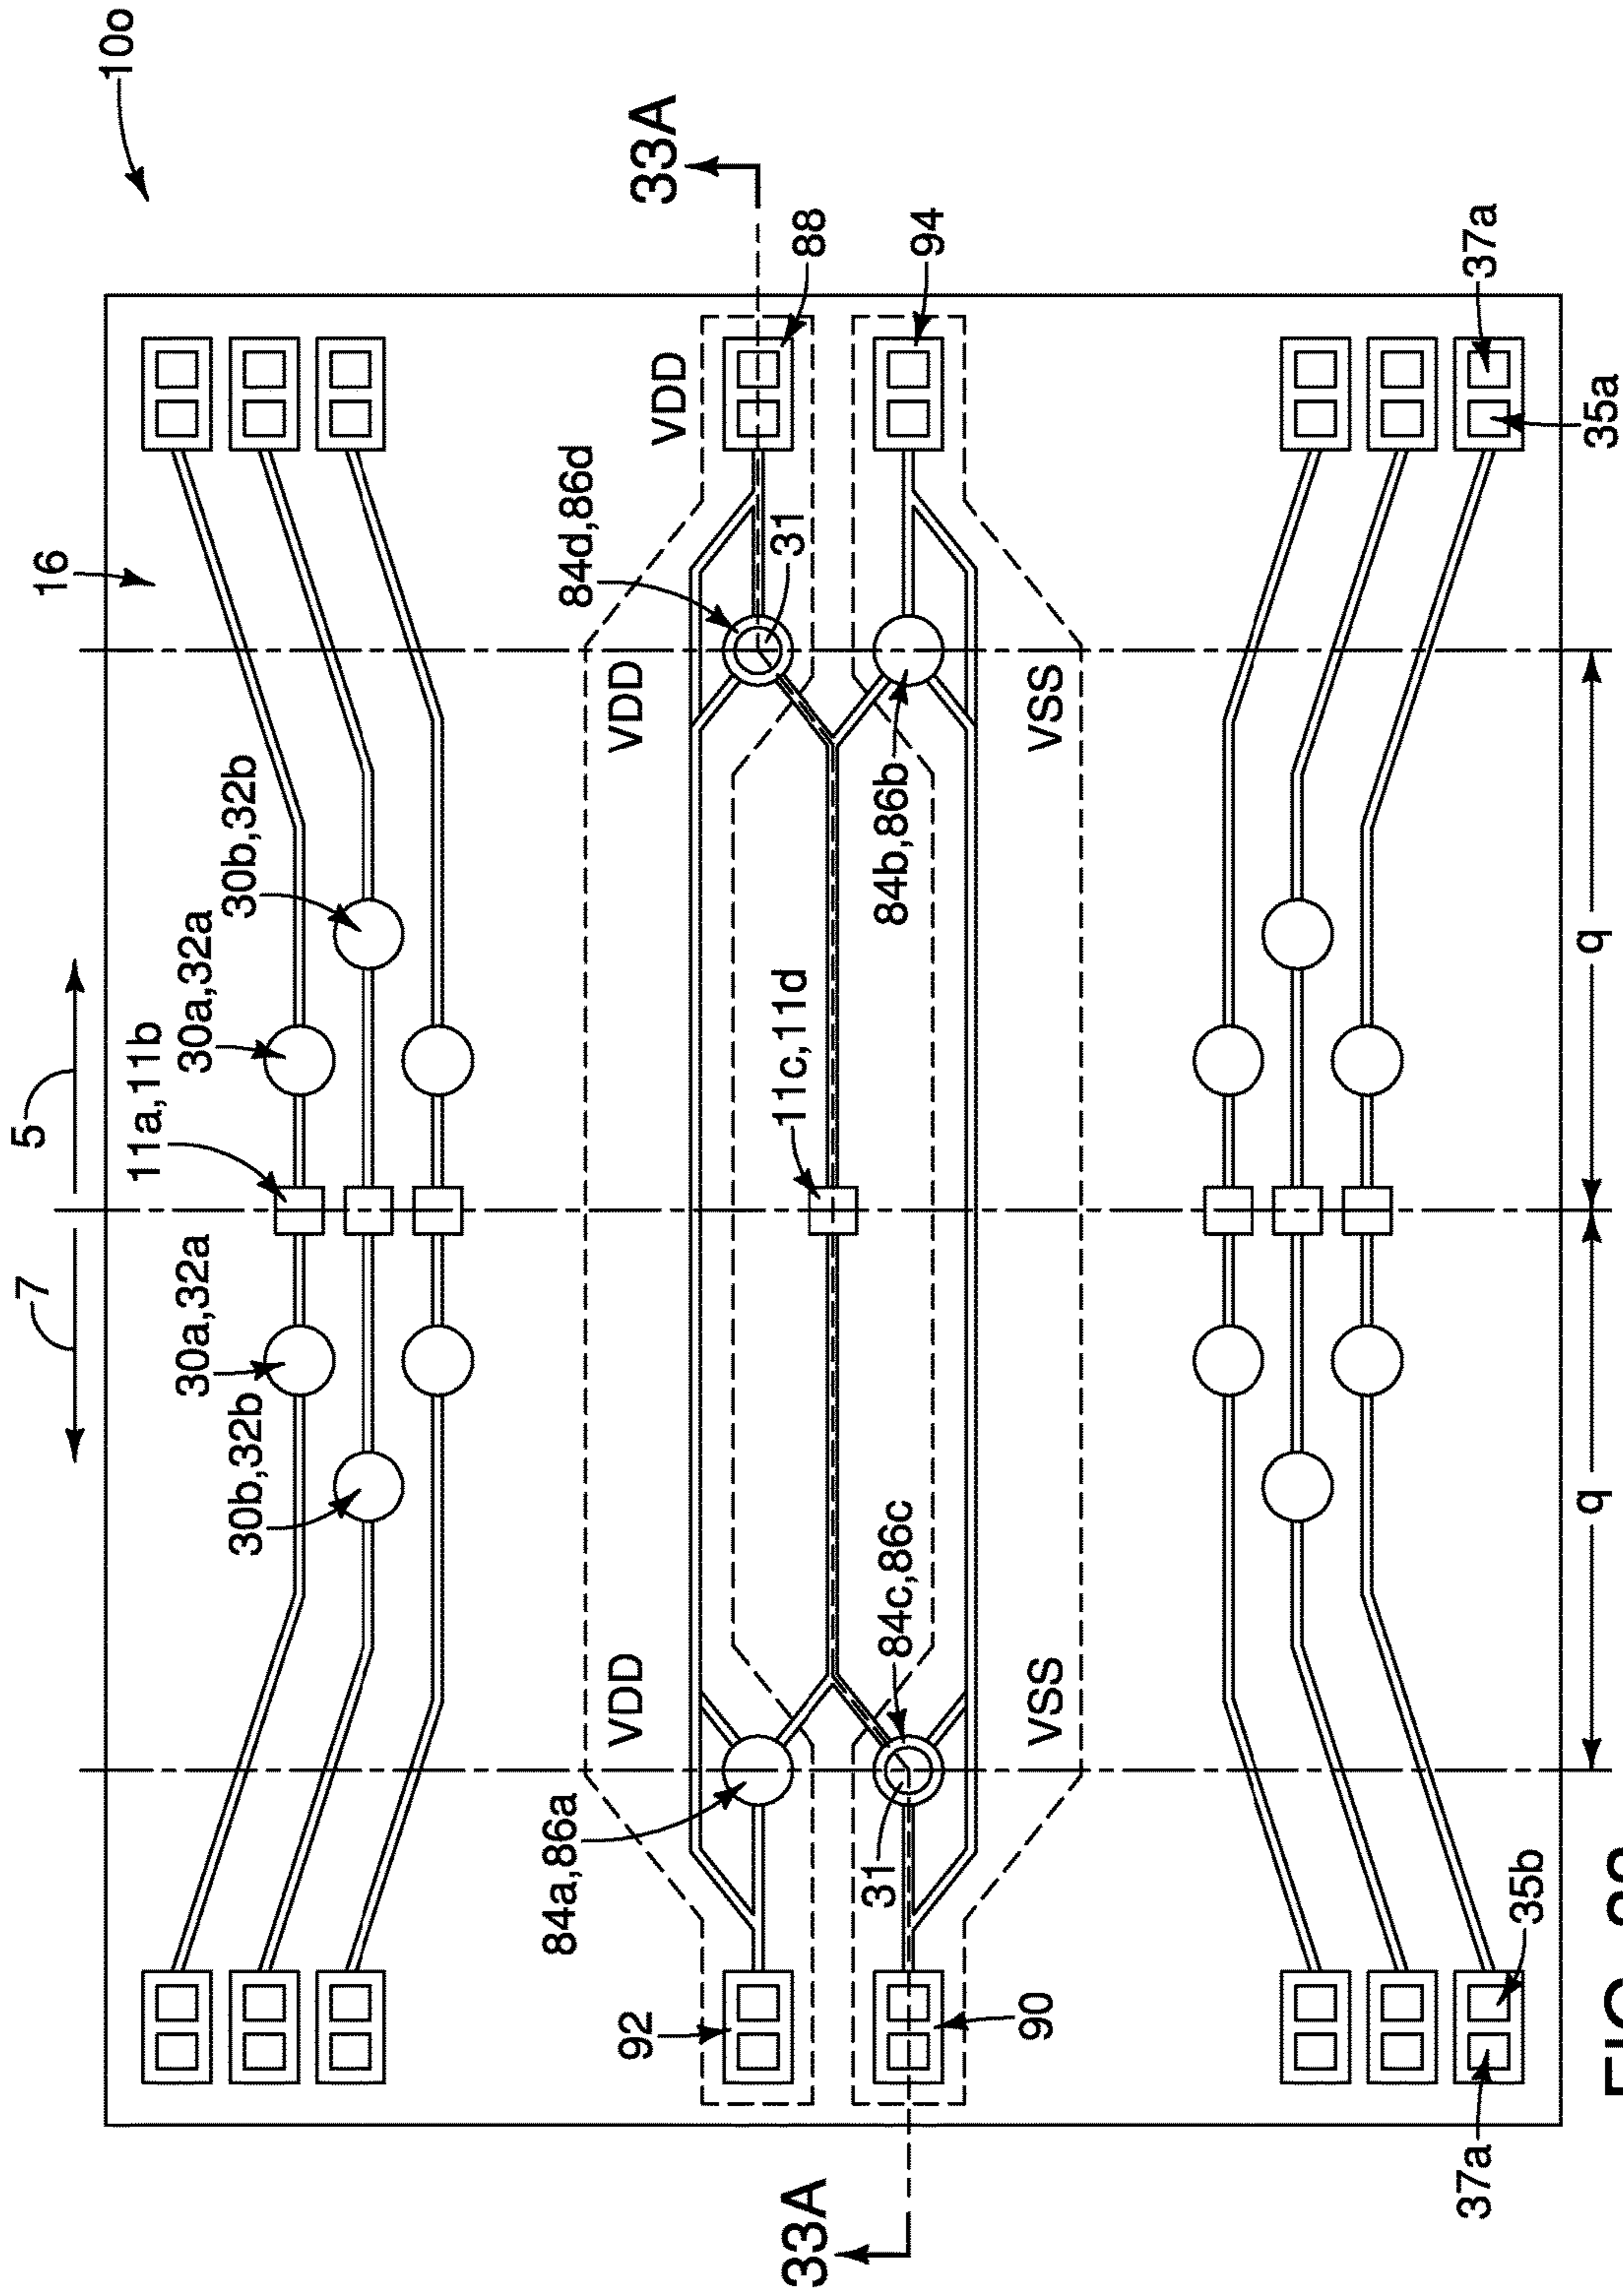 7
5
16
10o
11a,11b
30a,32a
30a,32a
30b,32b
30b,32b
84a,86a
84d,86d
92
VDD
VDD
VDD
33A
33A
11c,11d
31
88
31
84c,86c
84b,86b
94
90
VSS
VSS
37a
35b
37a
q
q
35a
FIG.